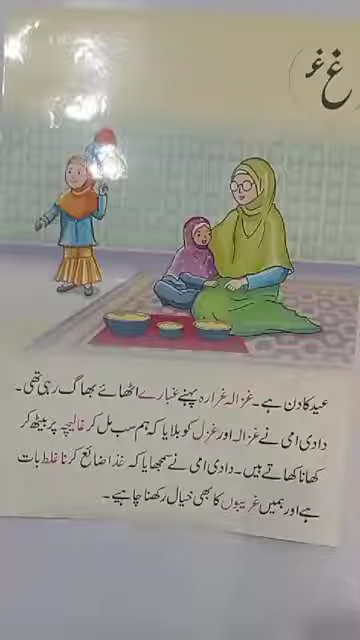 غ غو
عید کا دن ہے۔ غزالہ غرارہ پہنے غبارے اٹھائے بھاگ رہی تھی۔
دادی امی نے غزالہ اور غزل کو بلایا کہ ہم سب مل کر غالیچہ پر بیٹھ کر
کھانا کھاتے ہیں۔ دادی امی نے سمجھایا کہ غذا ضائع کرنا غلط بات
ہے اور ہمیں غریبوں کا بھی خیال رکھنا چاہیے۔